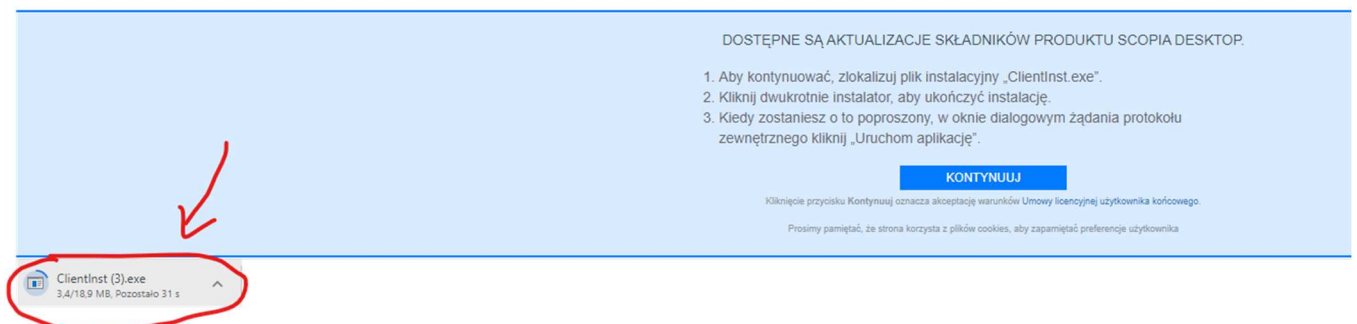 DOSTĘPNE SĄ AKTUALIZACJE SKŁADNIKÓW PRODUKTU SCOPIA DESKTOP.
1. Aby kontynuować, zlokalizuj plik instalacyjny „ClientInst.exe”.
2. Kliknij dwukrotnie instalator, aby ukończyć instalację.
3. Kiedy zostaniesz o to poproszony, w oknie dialogowym żądania protokołu
zewnętrznego kliknij „Uruchom aplikację”.
KONTYNUUJ
Kliknięcie przycisku Kontynuuj oznacza akceptację warunków Umowy licencyjnej użytkownika końcowego.
Prosimy pamiętać, że strona korzysta z plików cookies, aby zapamiętać preferencje użytkownika
ClientInst (3).exe
3,4/18,9 MB, Pozostało 31 s